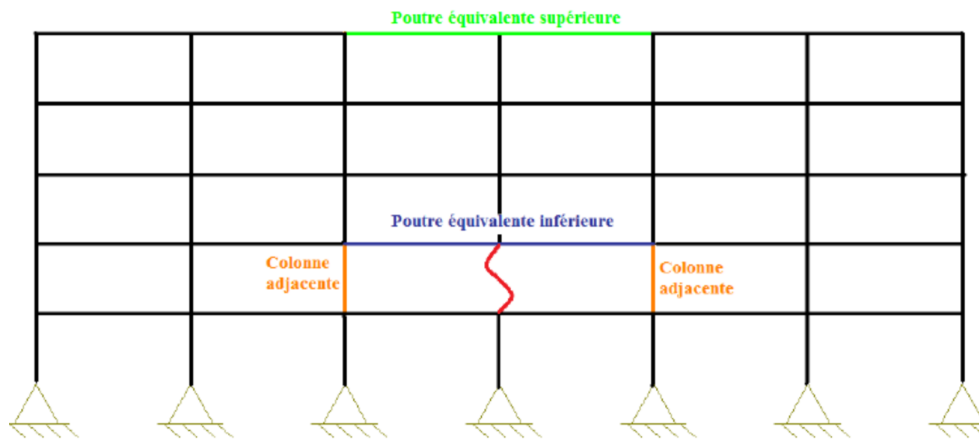 Poutre équivalente supérieure
Poutre équivalente inférieure
Colonne
adjacente
Colonne
adjacente